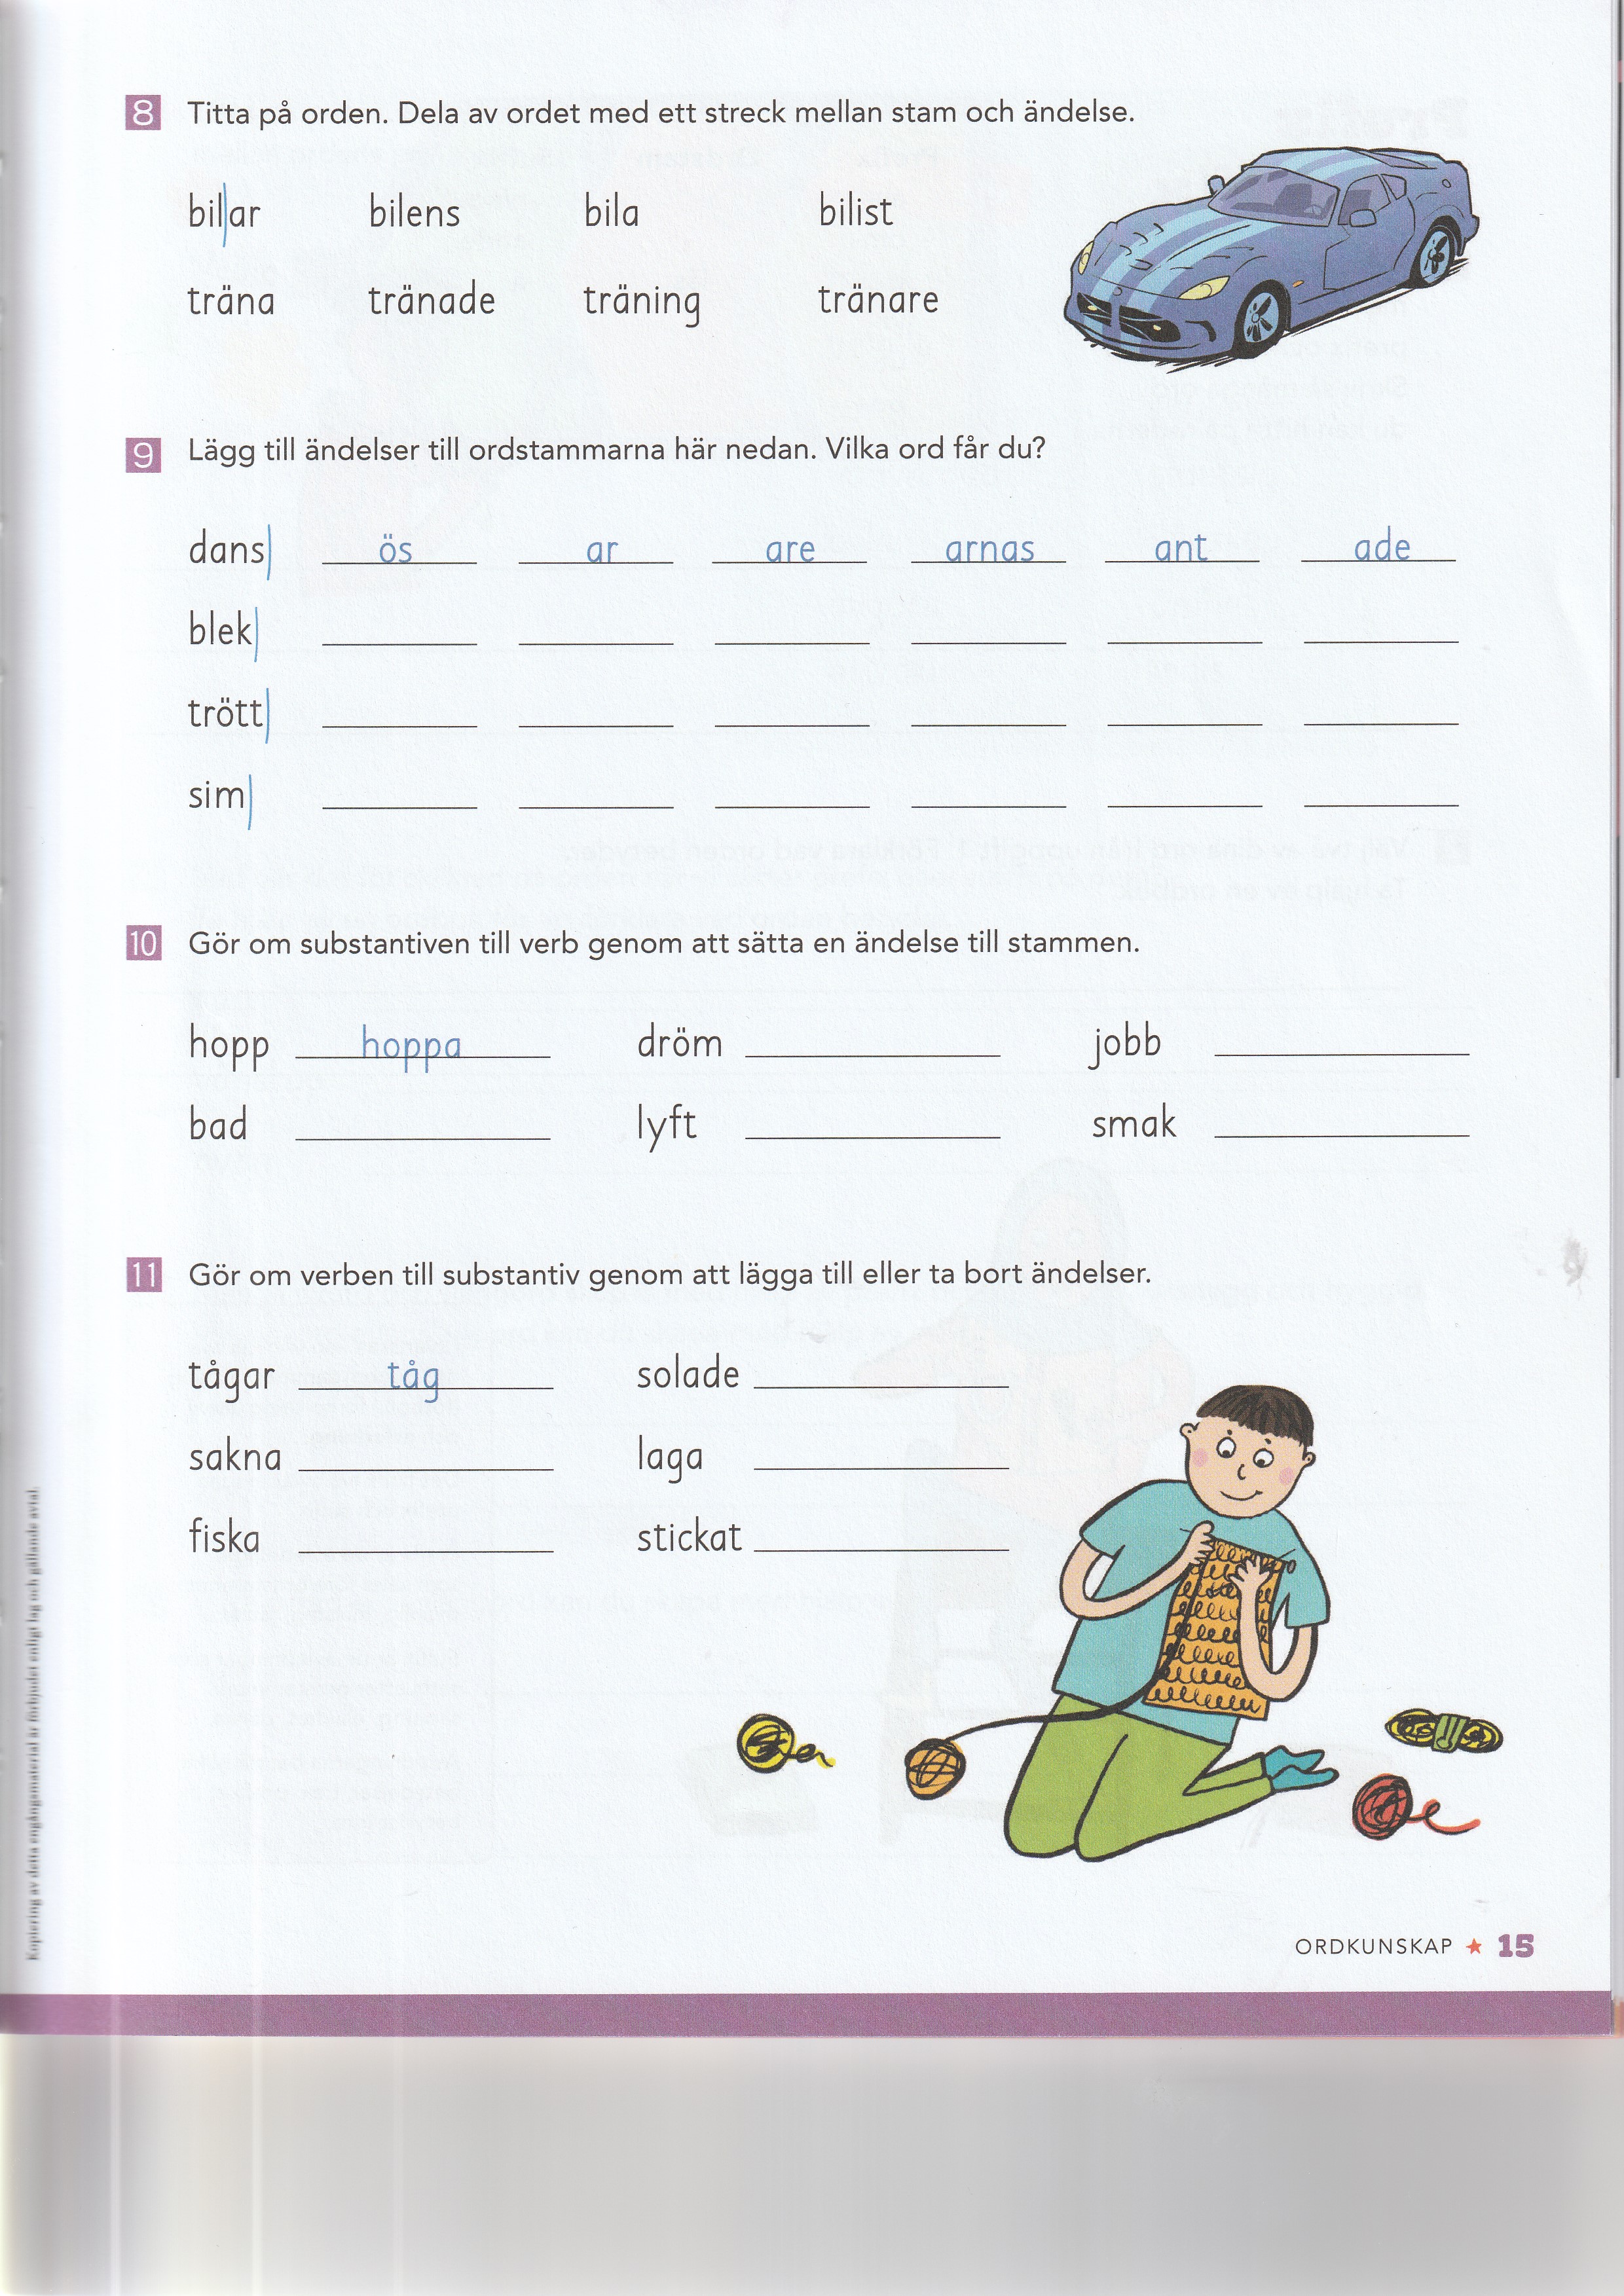 8 Titta på orden. Dela av ordet med ett streck mellan stam och ändelse.
bil|ar bilens bila bilist
träna tränade träning tränare
9 Lägg till ändelser till ordstammarna här nedan. Vilka ord får du?
dans| ös ar are arnas ant ade
blek|
trött|
sim|
10 Gör om substantiven till verb genom att sätta en ändelse till stammen.
hopp hoppa dröm jobb
bad lyft smak
11 Gör om verben till substantiv genom att lägga till eller ta bort ändelser.
tågar tåg solade
sakna laga
fiska stickat
Kopiering av detta engångsmaterial är förbjudet enligt lag och gällande avtal.
ORDKUNSKAP ★ 15